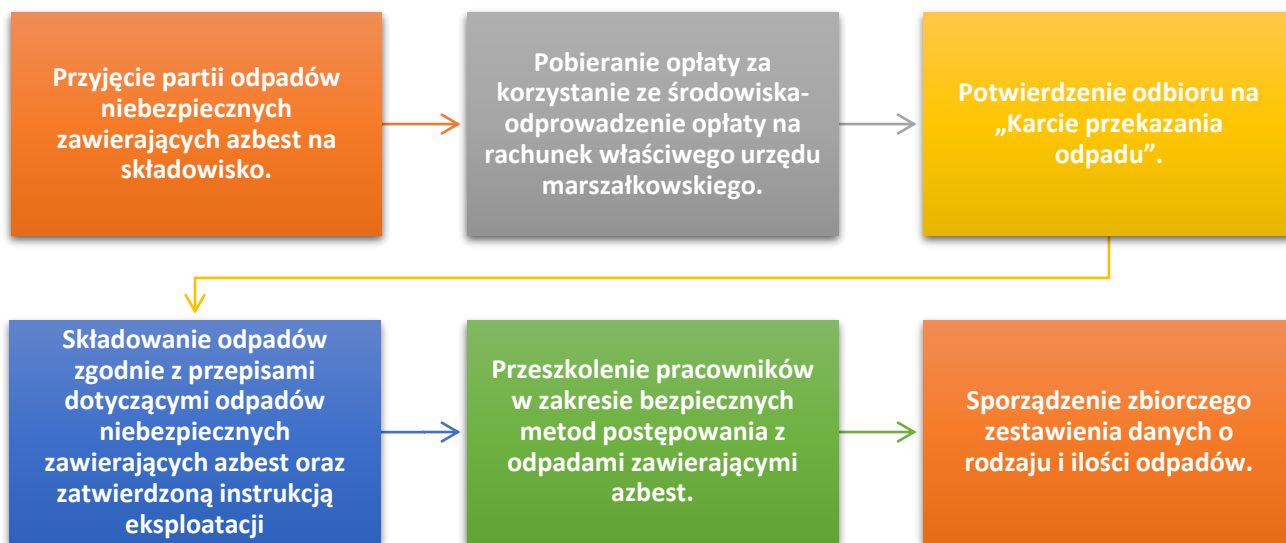 Przyjęcie partii odpadów
niebezpiecznych
zawierających azbest na
składowisko.
Pobieranie opłaty za
korzystanie ze środowiska-
odprowadzenie opłaty na
rachunek właściwego urzędu
marszałkowskiego.
Potwierdzenie odbioru na
„Karcie przekazania
odpadu”.
Składowanie odpadów
zgodnie z przepisami
dotyczącymi odpadów
niebezpiecznych
zawierających azbest oraz
zatwierdzoną instrukcją
eksploatacji
Przeszkolenie pracowników
w zakresie bezpiecznych
metod postępowania z
odpadami zawierającymi
azbest.
Sporządzenie zbiorczego
zestawienia danych o
rodzaju i ilości odpadów.